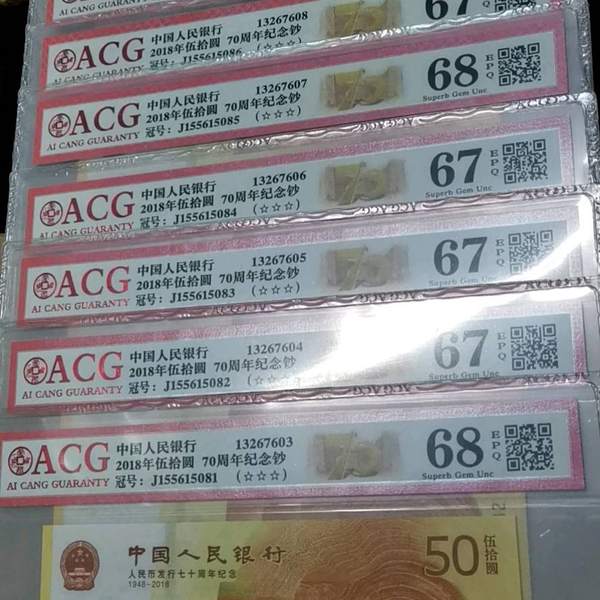 AI CANG GUARANTY
67
ACG
中国人民银行 13267608
2018年伍拾圆 70周年纪念钞
冠号: J155615086 (☆☆☆)
67
AI CANG GUARANTY
EPQ
ACG
中国人民银行 13267607
2018年伍拾圆 70周年纪念钞
冠号: J155615085 (☆☆☆)
68
EPQ
Superb Gem Unc
AI CANG GUARANTY
ACG
中国人民银行 13267606
2018年伍拾圆 70周年纪念钞
冠号: J155615084 (☆☆☆)
67
EPQ
Superb Gem Unc
AI CANG GUARANTY
ACG
中国人民银行 13267605
2018年伍拾圆 70周年纪念钞
冠号: J155615083 (☆☆☆)
67
EPQ
Superb Gem Unc
AI CANG GUARANTY
ACG
中国人民银行 13267604
2018年伍拾圆 70周年纪念钞
冠号: J155615082
67
EPQ
Superb Gem Unc
AI CANG GUARANTY
ACG
中国人民银行 13267603
2018年伍拾圆 70周年纪念钞
冠号: J155615081 (☆☆☆)
68
EPQ
Superb Gem Unc
AI CANG GUARANTY
中国人民银行
人民币发行七十周年纪念
1948-2018
50
伍拾圆